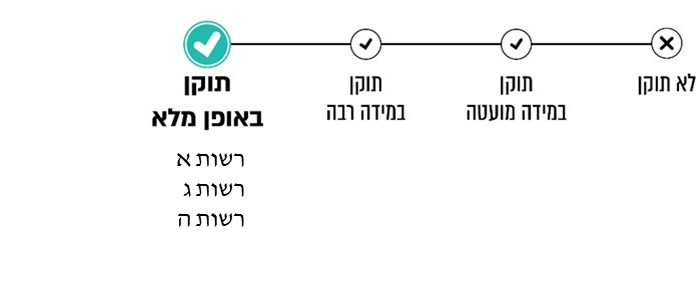 לא תוקן
תוקן
במידה מועטה
תוקן
במידה רבה
תוקן
באופן מלא
רשות א
רשות ג
רשות ה